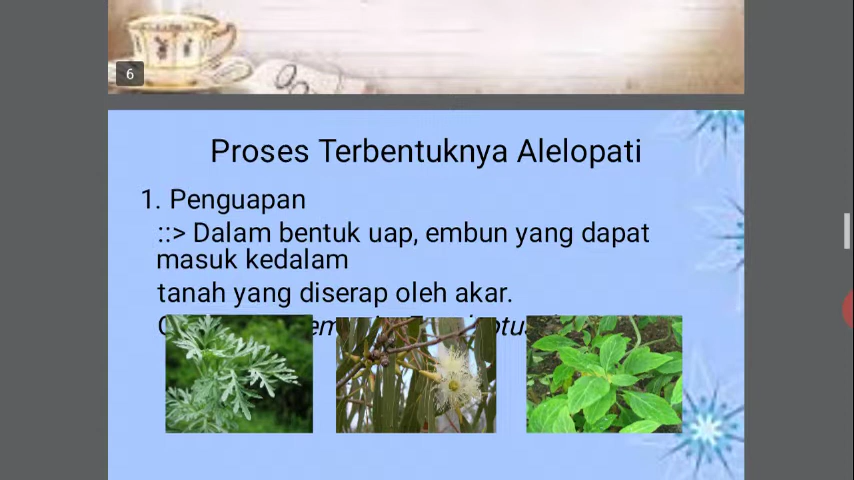 6
Proses Terbentuknya Alelopati
1. Penguapan
::> Dalam bentuk uap, embun yang dapat
masuk kedalam
tanah yang diserap oleh akar.